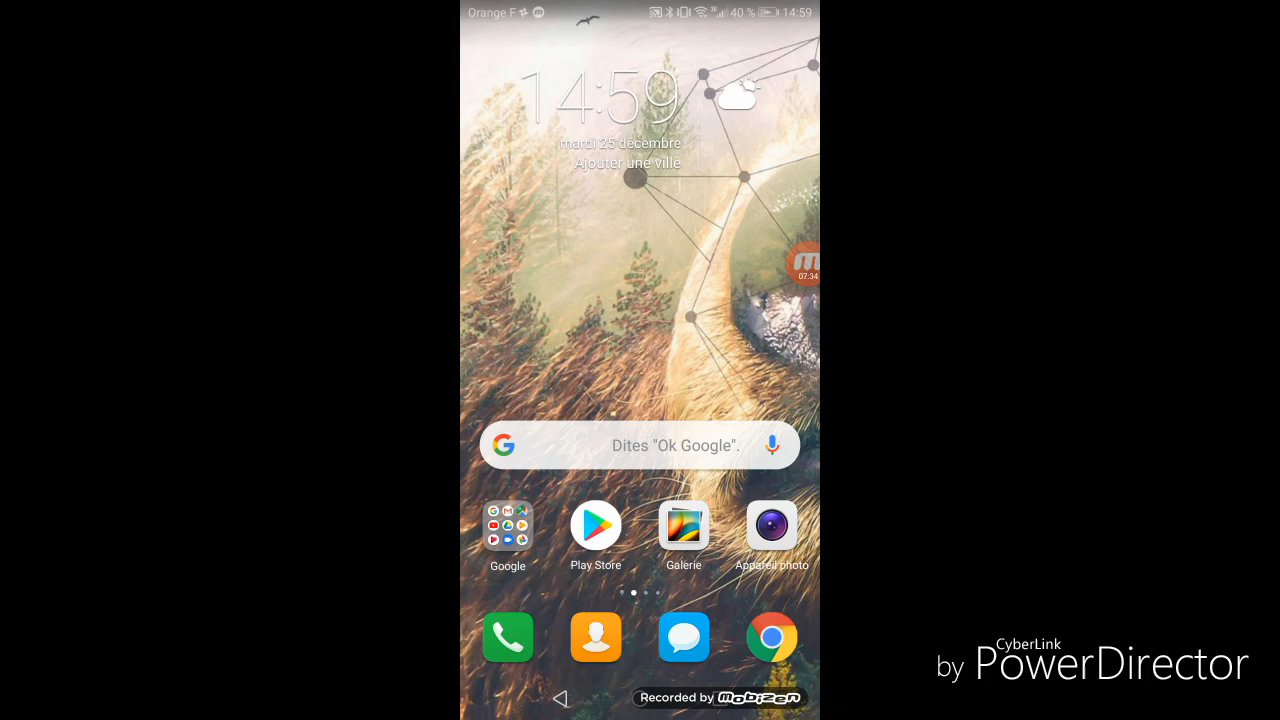 Orange F
40 %
14:59
14:59
mardi 25 décembre
Ajouter une ville
07:34
Dites "Ok Google".
Google
Play Store
Galerie
Appareil photo
Recorded by mobizen
CyberLink
by PowerDirector